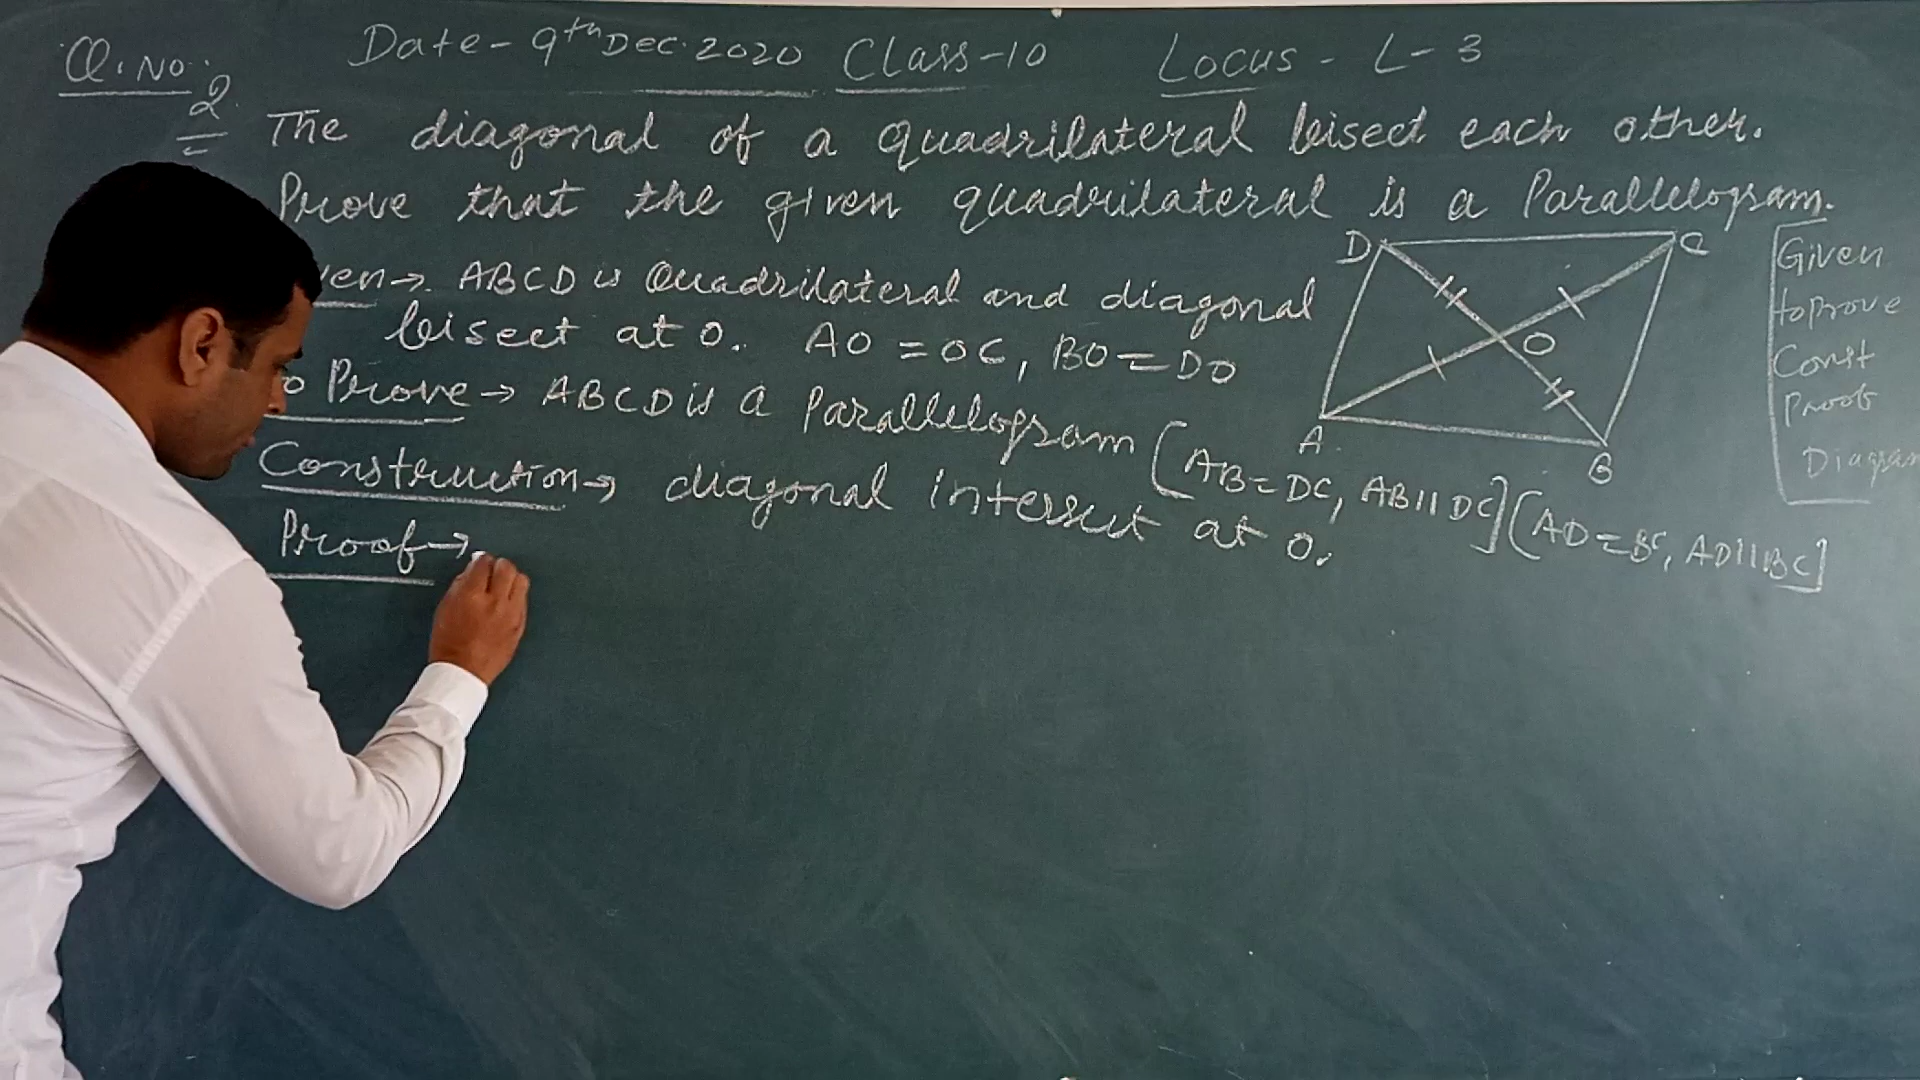 Q. No. 2
Date - 9th Dec. 2020 Class-10 Locus - L - 3
The diagonal of a quadrilateral bisect each other.
Prove that the given quadrilateral is a Parallelogram.
ven → ABCD is Quadrilateral and diagonal
bisect at O. AO = OC, BO = DO
o Prove → ABCD is a Parallelogram [AB = DC, AB || DC] [AD = BC, AD || BC]
Construction → diagonal intersect at O.
Proof →
D C
O
A B
Given
to prove
Const
Proof
Diagram